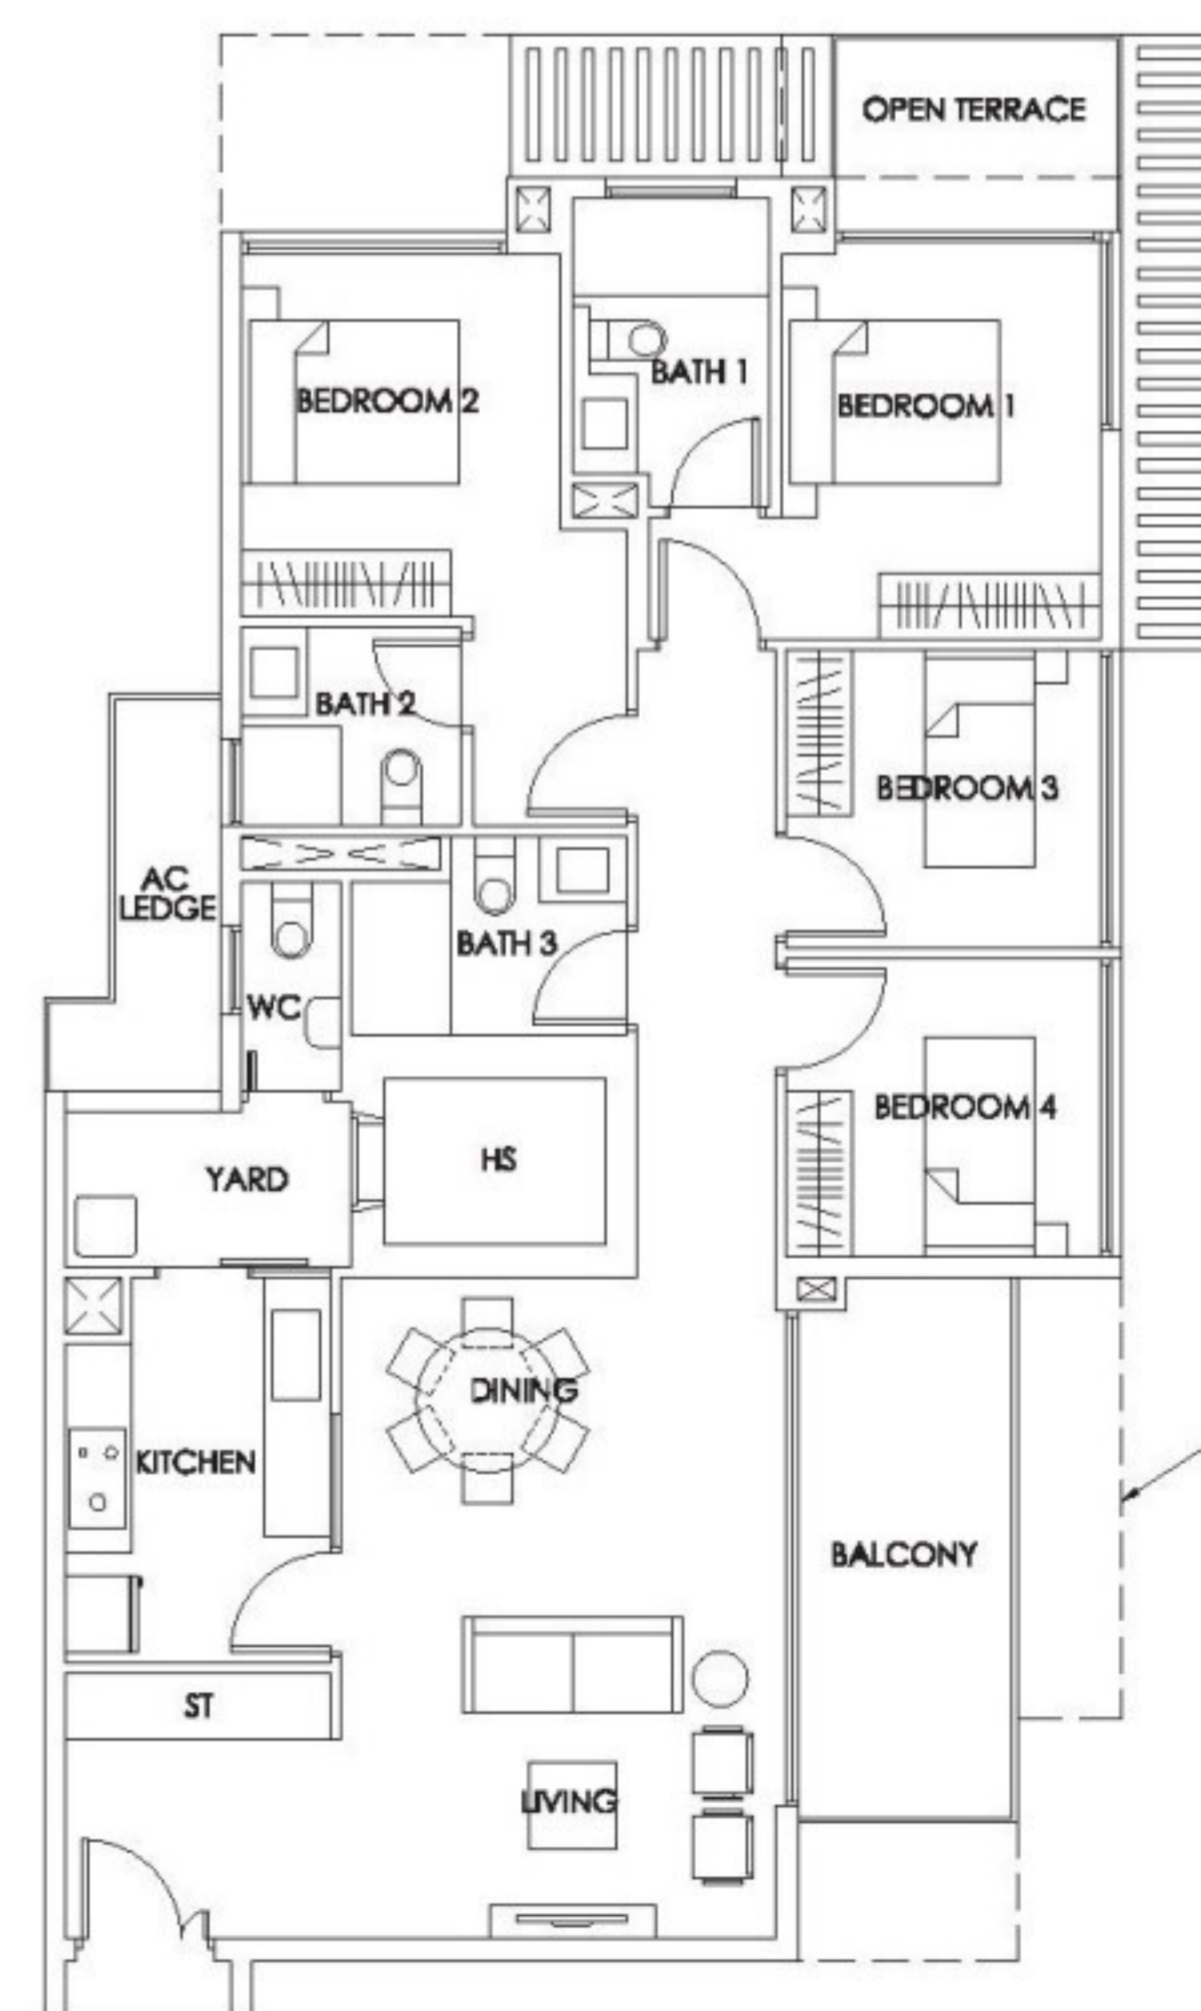 OPEN TERRACE
BATH 1
BEDROOM 2
BEDROOM 1
BATH 2
BEDROOM 3
AC
LEDGE
BATH 3
WC
BEDROOM 4
HS
YARD
DINING
KITCHEN
BALCONY
ST
LIVING